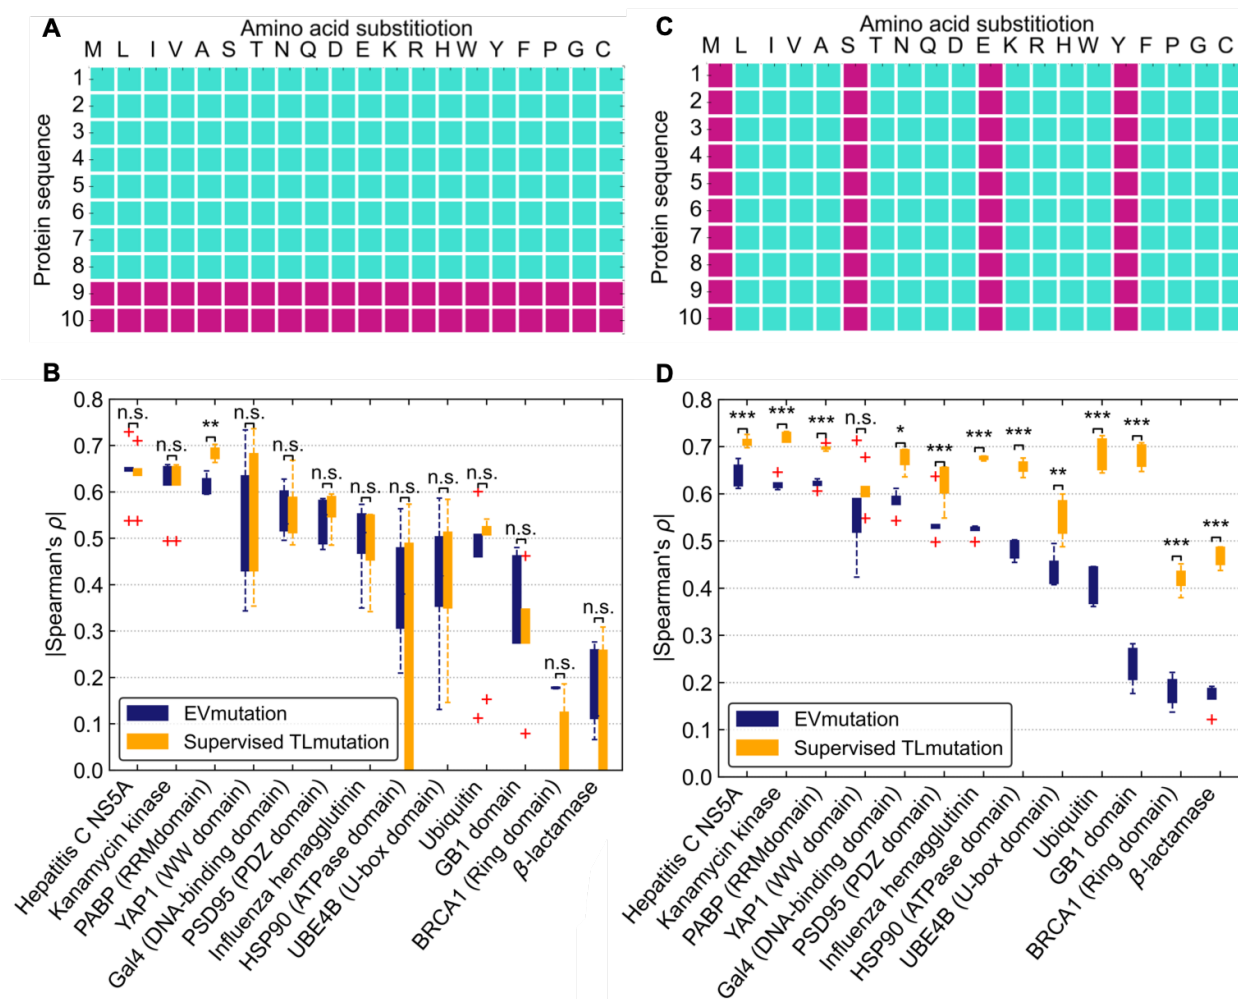 A
Amino acid substitiotion
M L I V A S T N Q D E K R H W Y F P G C
Protein sequence
1
2
3
4
5
6
7
8
9
10
C
Amino acid substitiotion
M L I V A S T N Q D E K R H W Y F P G C
Protein sequence
1
2
3
4
5
6
7
8
9
10
B
|Spearman's ρ|
0.8
0.7
0.6
0.5
0.4
0.3
0.2
0.1
0.0
n.s.
n.s.
**
n.s.
n.s.
n.s.
n.s.
n.s.
n.s.
n.s.
n.s.
n.s.
n.s.
EVmutation
Supervised TLmutation
Hepatitis C NS5A
Kanamycin kinase
PABP (RRMdomain)
YAP1 (WW domain)
Gal4 (DNA-binding domain)
PSD95 (PDZ domain)
Influenza hemagglutinin
HSP90 (ATPase domain)
UBE4B (U-box domain)
Ubiquitin
GB1 domain
BRCA1 (Ring domain)
β-lactamase
D
|Spearman's ρ|
0.8
0.7
0.6
0.5
0.4
0.3
0.2
0.1
0.0
***
***
***
n.s.
*
***
***
***
**
***
***
***
***
EVmutation
Supervised TLmutation
Hepatitis C NS5A
Kanamycin kinase
PABP (RRMdomain)
YAP1 (WW domain)
Gal4 (DNA-binding domain)
PSD95 (PDZ domain)
Influenza hemagglutinin
HSP90 (ATPase domain)
UBE4B (U-box domain)
Ubiquitin
GB1 domain
BRCA1 (Ring domain)
β-lactamase